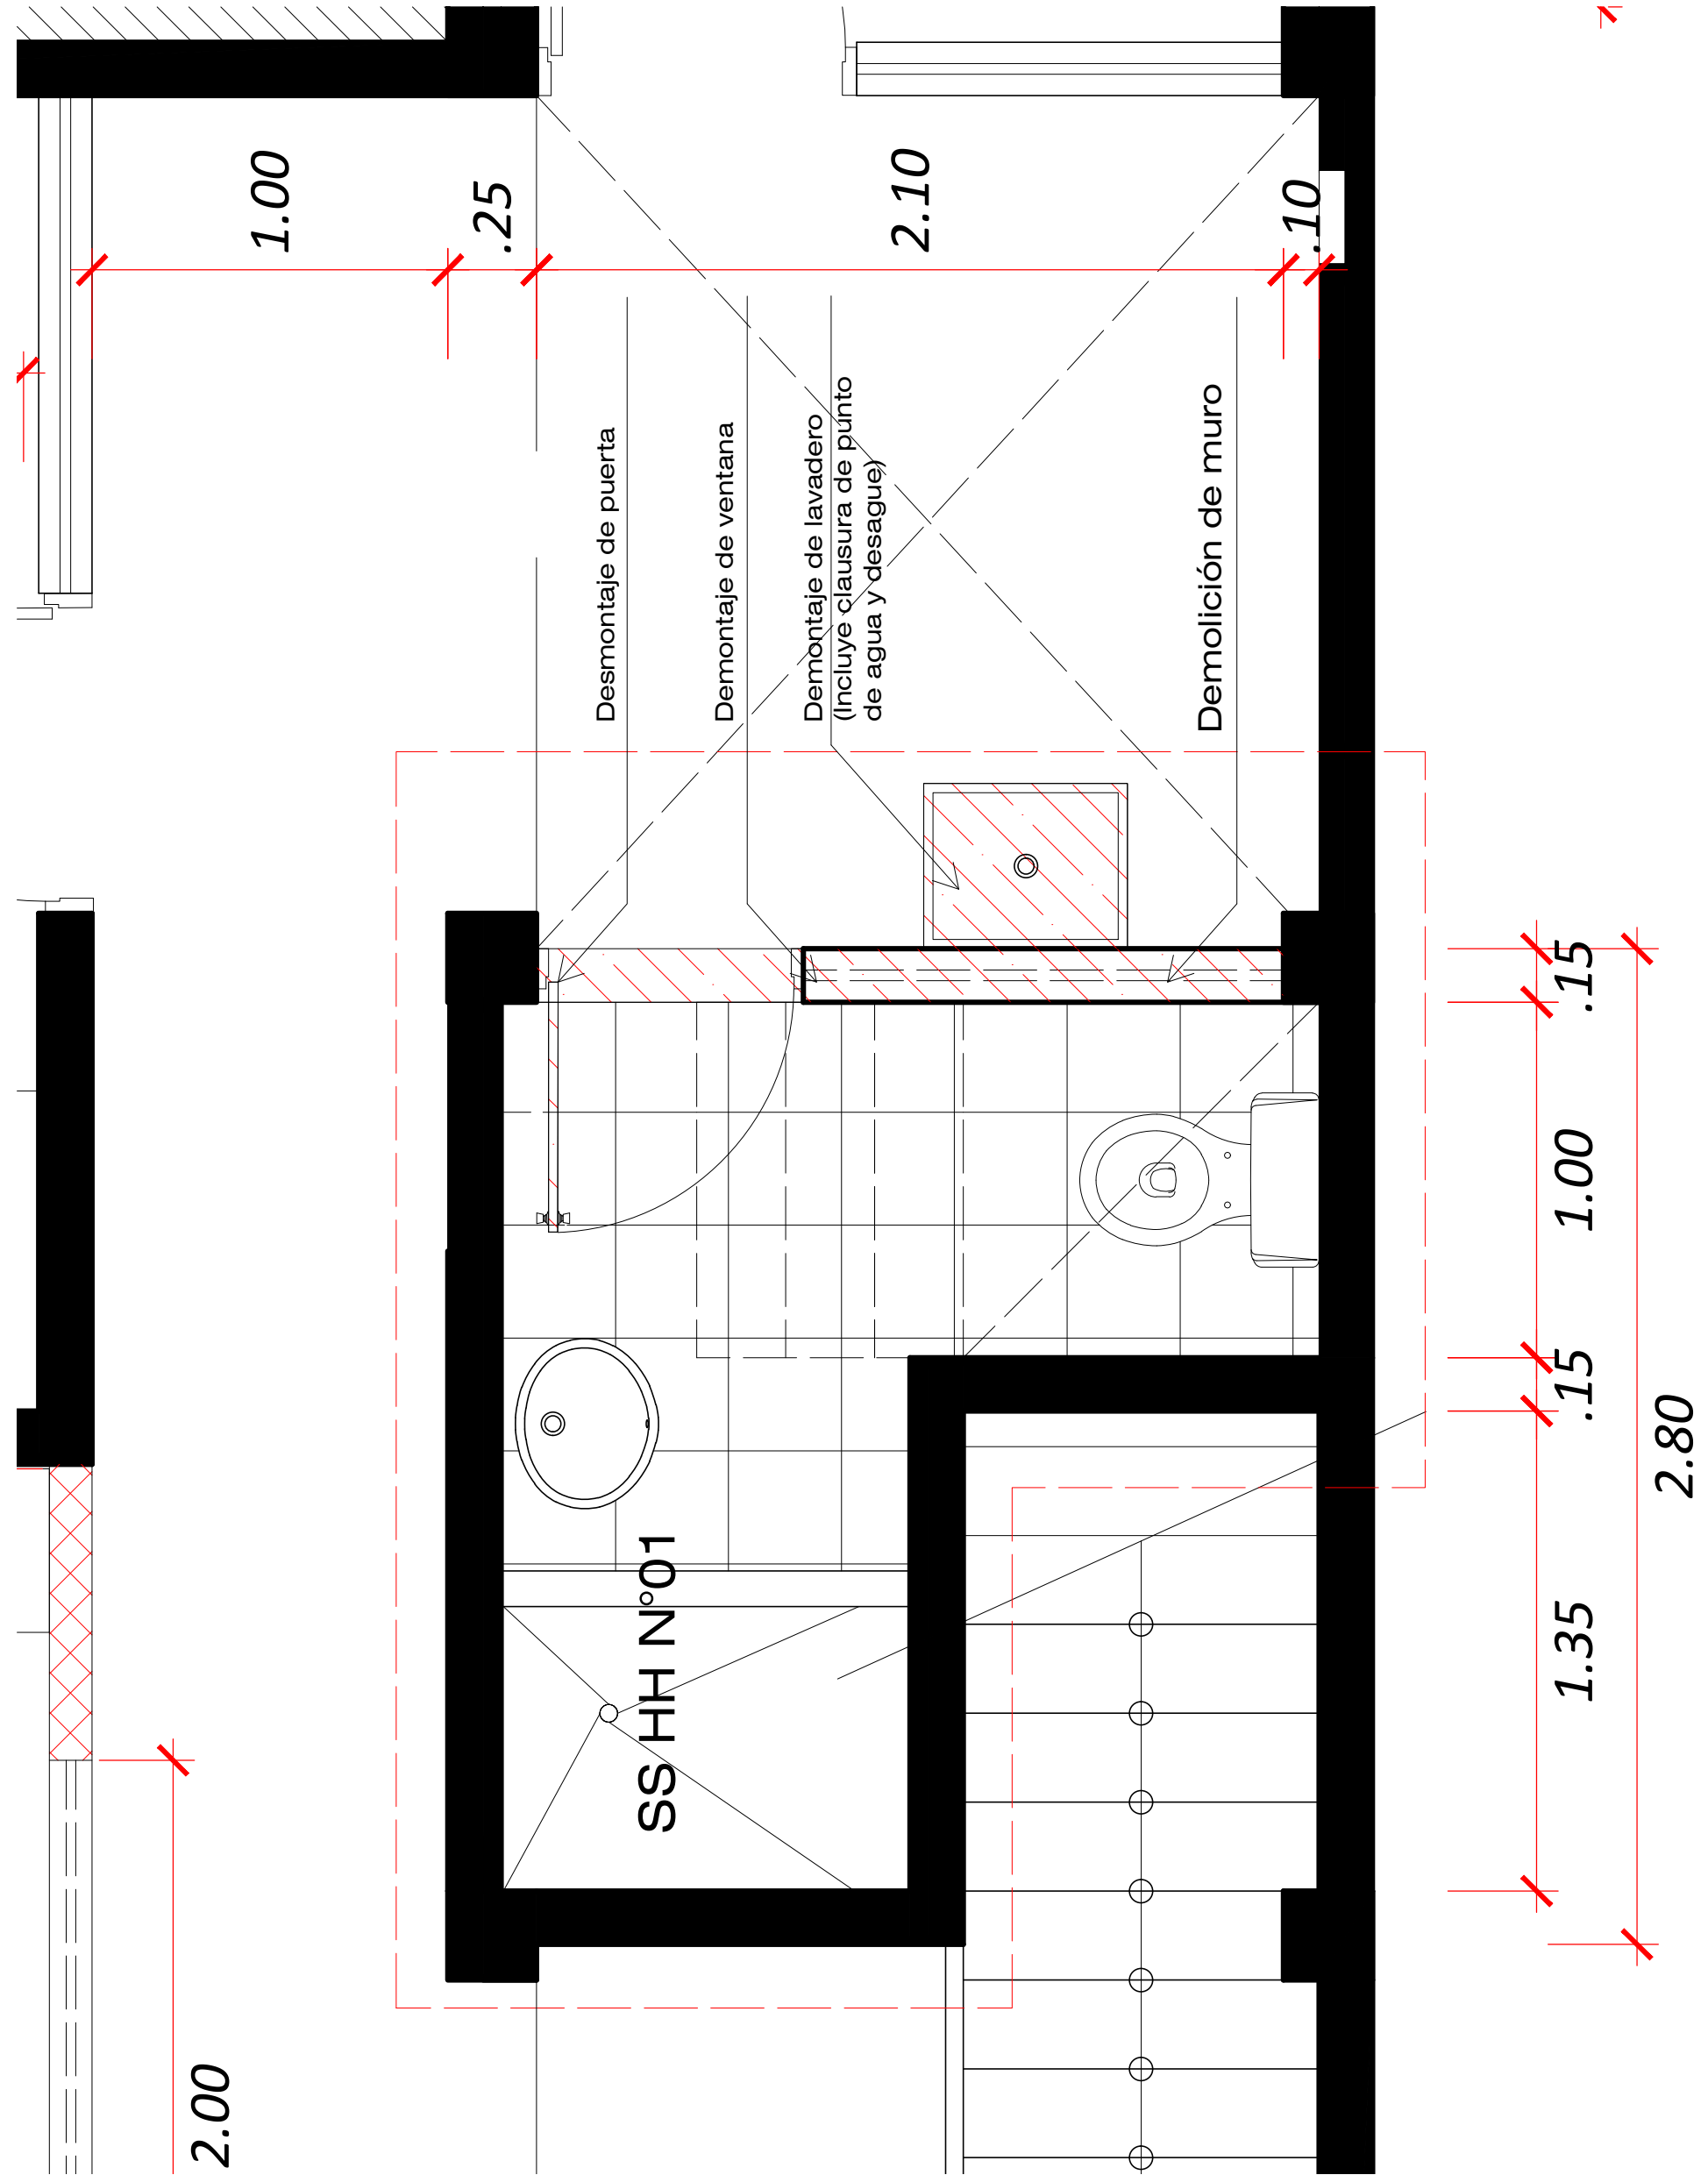 1.00
.25
2.10
.10
Desmontaje de puerta
Demontaje de ventana
Demontaje de lavadero
(Incluye clausura de punto
de agua y desague)
Demolición de muro
.15
1.00
.15
2.80
1.35
SS HH N°01
2.00